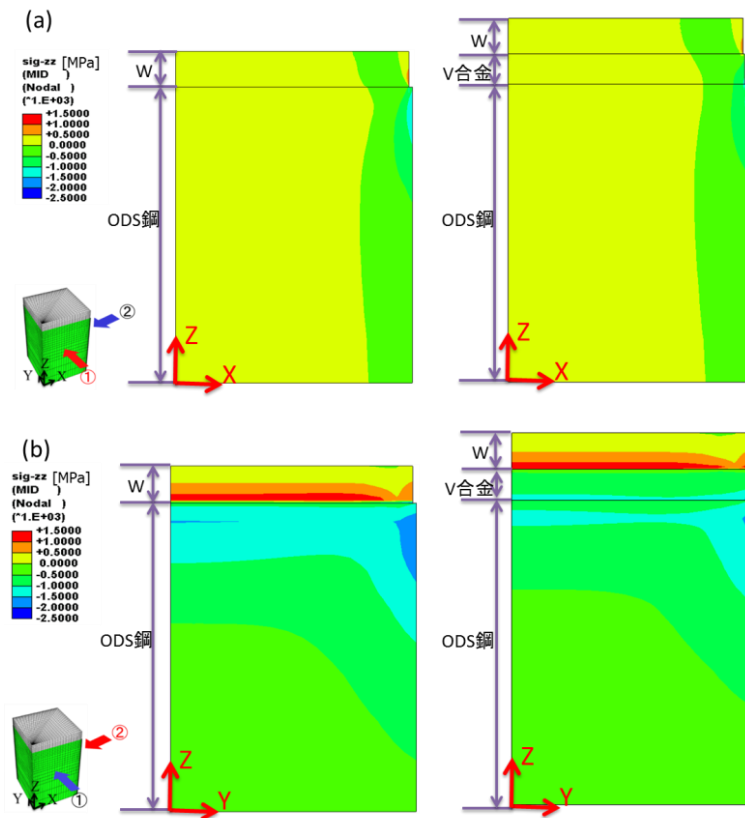 (a)
sig-zz [MPa]
(MID )
(Nodal )
(*1.E+03)
+1.5000
+1.0000
+0.5000
0.0000
-0.5000
-1.0000
-1.5000
-2.0000
-2.5000
W
ODS鋼
Z
X
W
V合金
ODS鋼
Z
X
②
Z
Y X
①
(b)
sig-zz [MPa]
(MID )
(Nodal )
(*1.E+03)
+1.5000
+1.0000
+0.5000
0.0000
-0.5000
-1.0000
-1.5000
-2.0000
-2.5000
W
ODS鋼
Z
Y
W
V合金
ODS鋼
Z
Y
②
Z
Y X
①